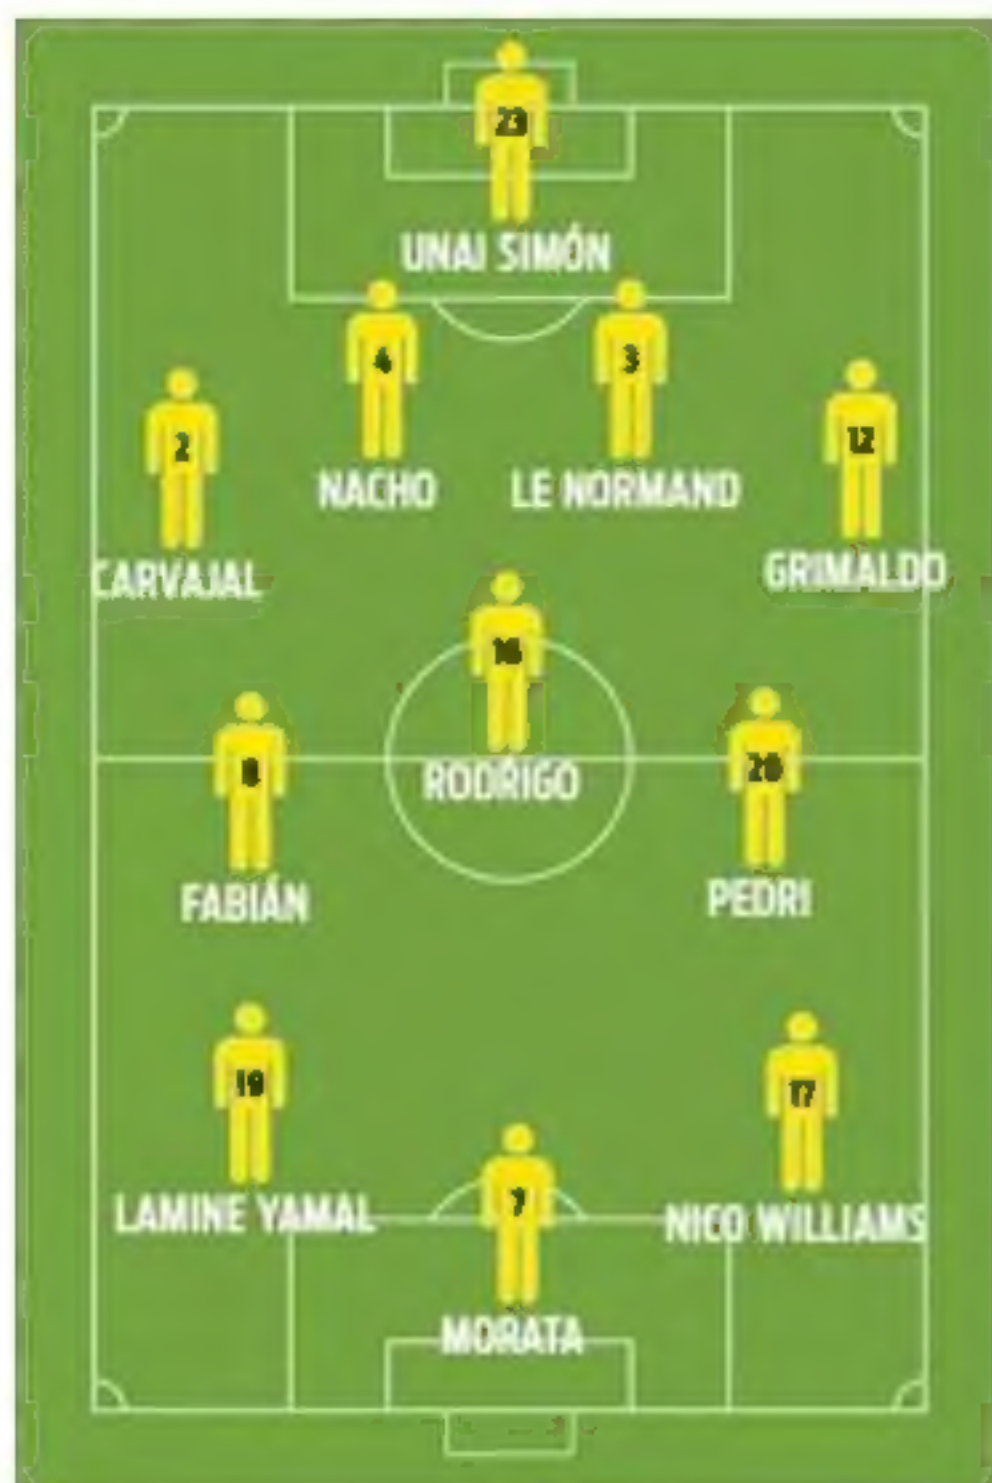 23
UNAI SIMÓN
4
3
2
12
NACHO
LE NORMAND
CARVAJAL
GRIMALDO
16
8
20
RODRIGO
FABIÁN
PEDRI
19
17
7
LAMINE YAMAL
NICO WILLIAMS
MORATA